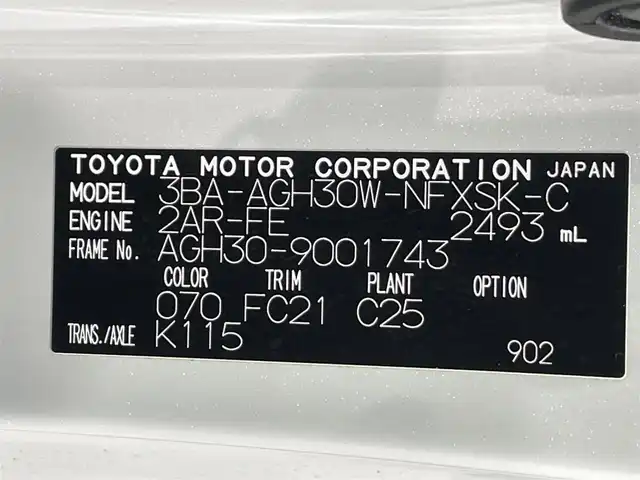 TOYOTA MOTOR CORPORATION JAPAN
MODEL 3BA-AGH30W-NFXSK-C
ENGINE 2AR-FE 2493 mL
FRAME No. AGH30-9001743
COLOR TRIM PLANT OPTION
070 FC21 C25
TRANS./AXLE K115
902